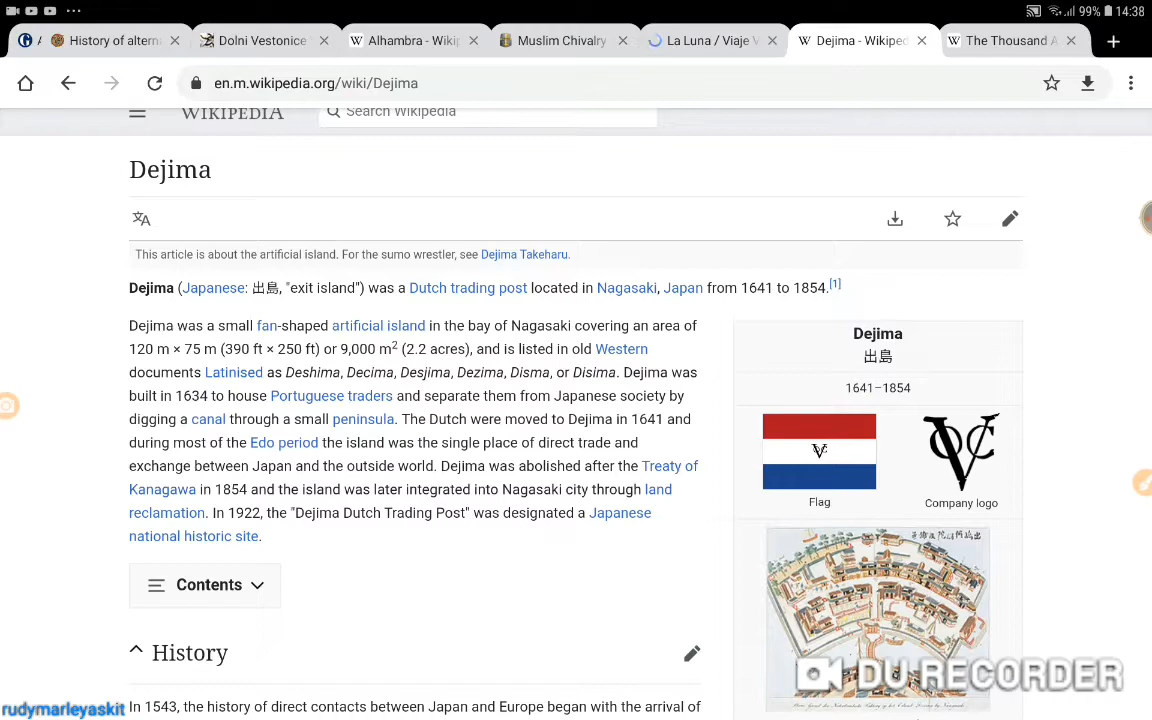 99% 14:38
History of altern
Dolni Vestonice
Alhambra - Wikip
Muslim Chivalry
La Luna / Viaje V
Dejima - Wikiped
The Thousand A
en.m.wikipedia.org/wiki/Dejima
WIKIPEDIA
Search Wikipedia
Dejima
This article is about the artificial island. For the sumo wrestler, see Dejima Takeharu.
Dejima (Japanese: 出島, "exit island") was a Dutch trading post located in Nagasaki, Japan from 1641 to 1854.[1]
Dejima was a small fan-shaped artificial island in the bay of Nagasaki covering an area of
120 m × 75 m (390 ft × 250 ft) or 9,000 m2 (2.2 acres), and is listed in old Western
documents Latinised as Deshima, Decima, Desjima, Dezima, Disma, or Disima. Dejima was
built in 1634 to house Portuguese traders and separate them from Japanese society by
digging a canal through a small peninsula. The Dutch were moved to Dejima in 1641 and
during most of the Edo period the island was the single place of direct trade and
exchange between Japan and the outside world. Dejima was abolished after the Treaty of
Kanagawa in 1854 and the island was later integrated into Nagasaki city through land
reclamation. In 1922, the "Dejima Dutch Trading Post" was designated a Japanese
national historic site.
Dejima
出島
1641–1854
VOC
VOC
Flag
Company logo
Contents
History
In 1543, the history of direct contacts between Japan and Europe began with the arrival of
DU RECORDER
rudymarleyaskit